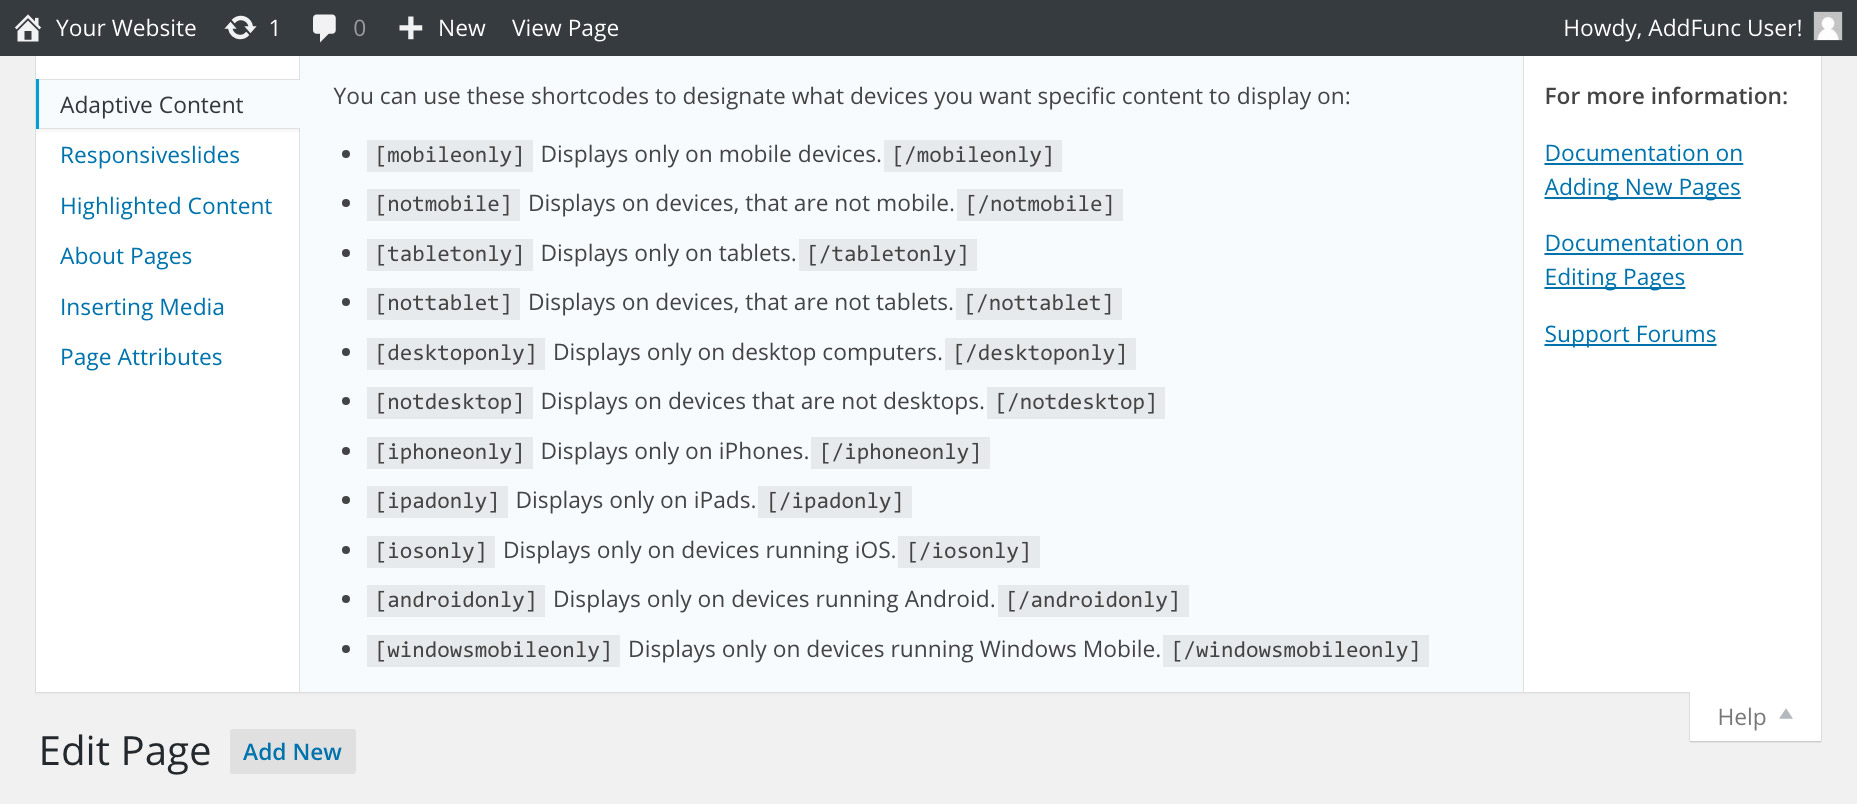 Your Website 1 0 New View Page Howdy, AddFunc User!
Adaptive Content
Responsiveslides
Highlighted Content
About Pages
Inserting Media
Page Attributes
You can use these shortcodes to designate what devices you want specific content to display on:
[mobileonly] Displays only on mobile devices. [/mobileonly]
[notmobile] Displays on devices, that are not mobile. [/notmobile]
[tabletonly] Displays only on tablets. [/tabletonly]
[nottablet] Displays on devices, that are not tablets. [/nottablet]
[desktoponly] Displays only on desktop computers. [/desktoponly]
[notdesktop] Displays on devices that are not desktops. [/notdesktop]
[iphoneonly] Displays only on iPhones. [/iphoneonly]
[ipadonly] Displays only on iPads. [/ipadonly]
[iosonly] Displays only on devices running iOS. [/iosonly]
[androidonly] Displays only on devices running Android. [/androidonly]
[windowsmobileonly] Displays only on devices running Windows Mobile. [/windowsmobileonly]
For more information:
Documentation on
Adding New Pages
Documentation on
Editing Pages
Support Forums
Help
Edit Page Add New